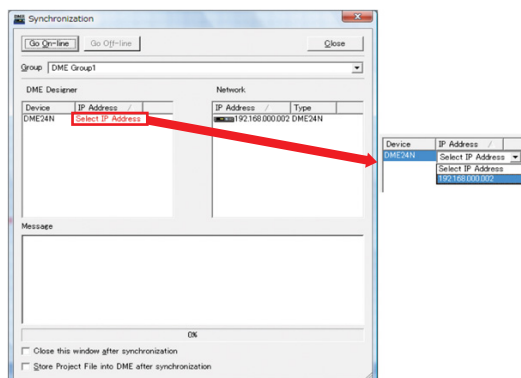 Synchronization
Go On-line
Go Off-line
Close
Group
DME Group1
DME Designer
Network
Device
IP Address
IP Address
Type
DME24N
Select IP Address
192.168.000.002
DME24N
Device
IP Address
DME24N
Select IP Address
Select IP Address
192.168.000.002
Message
0%
Close this window after synchronization
Store Project File into DME after synchronization